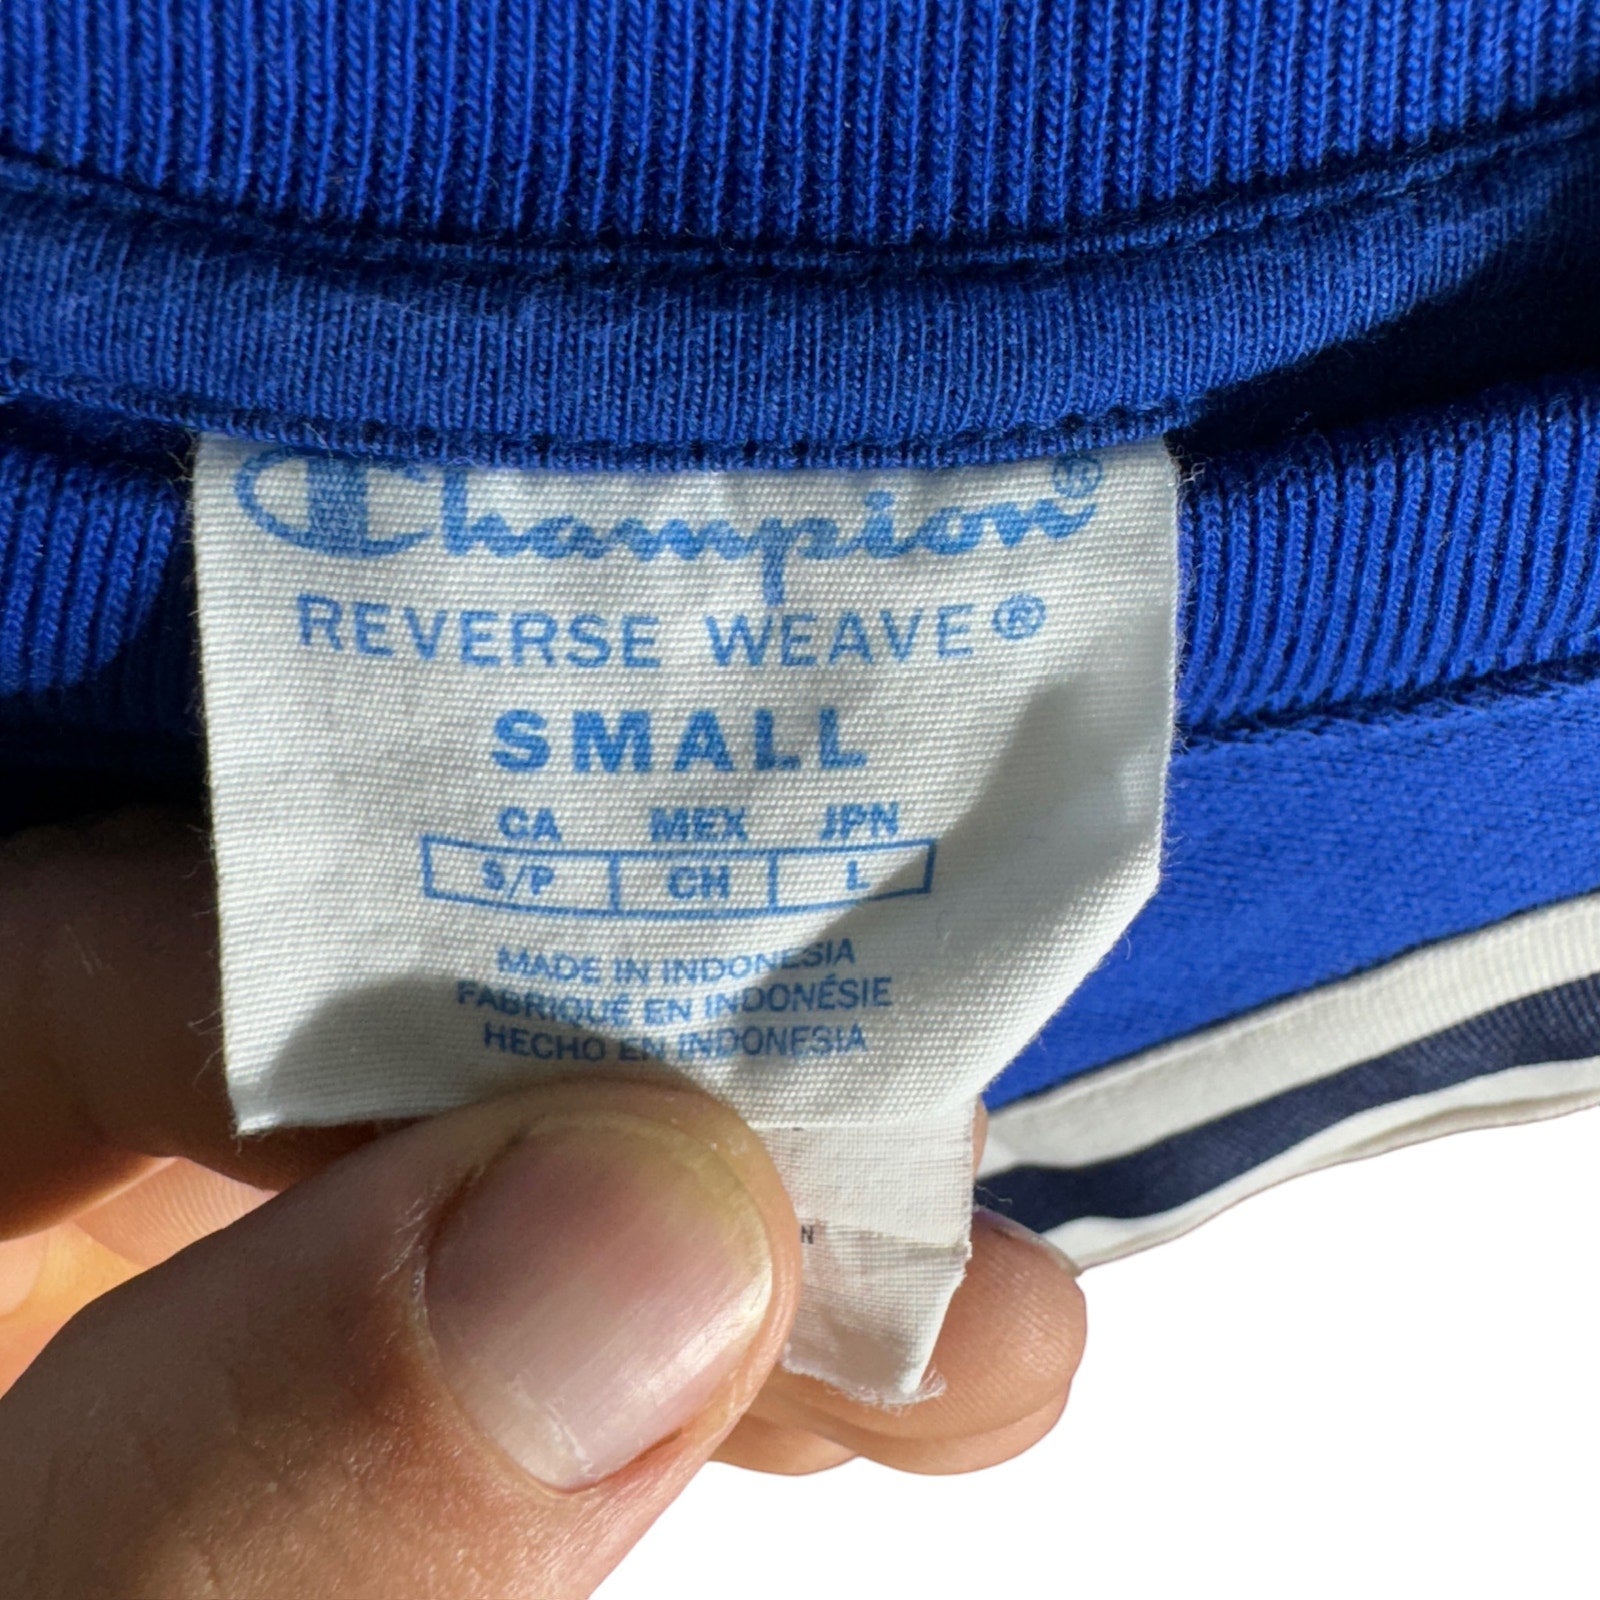 Champion®
REVERSE WEAVE®
SMALL
CA MEX JPN
S/P CH L
MADE IN INDONESIA
FABRIQUÉ EN INDONÉSIE
HECHO EN INDONESIA
N